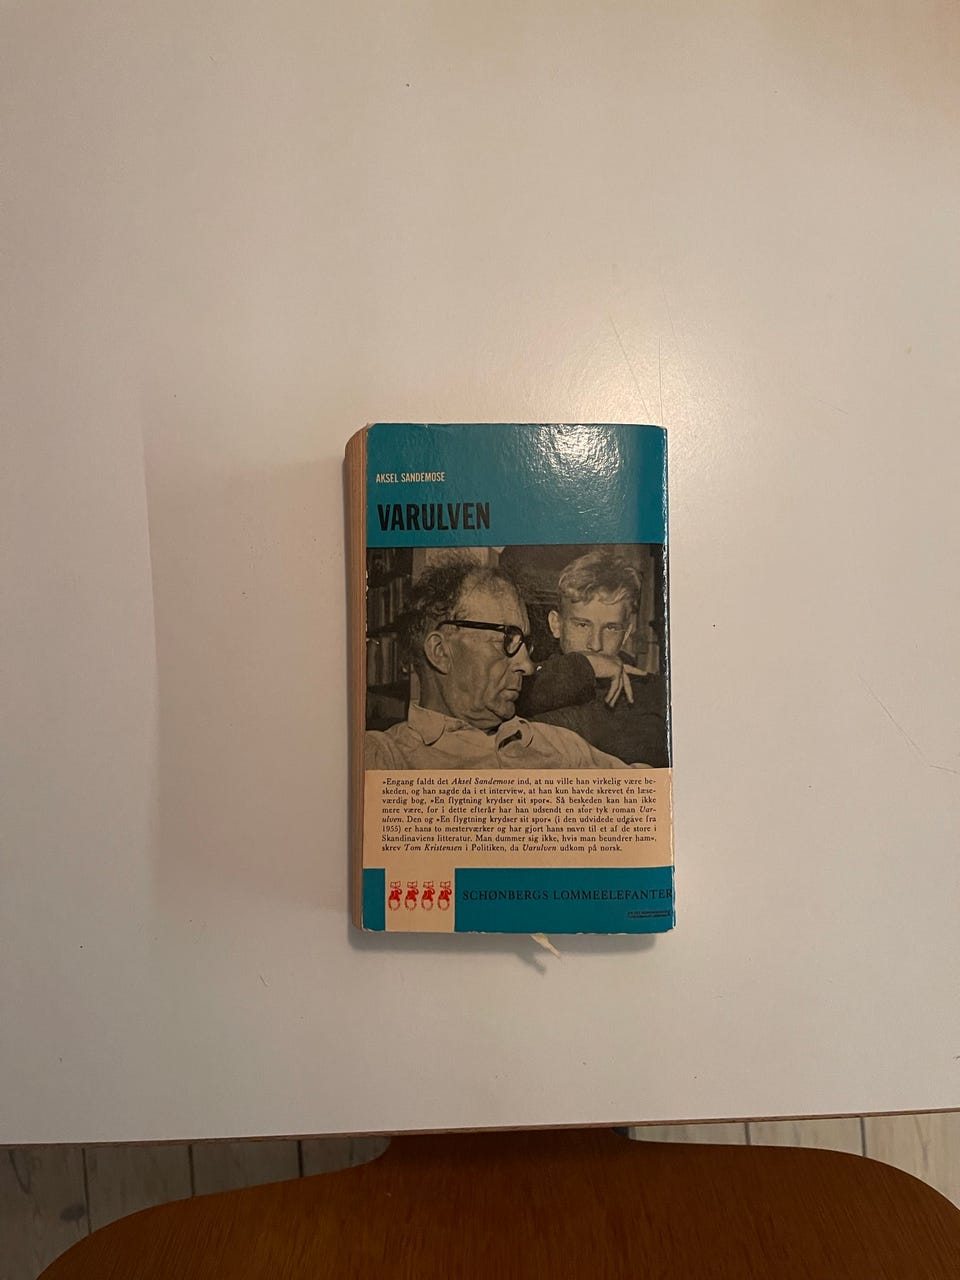 AKSEL SANDEMOSE
VARULVEN
»Engang faldt det Aksel Sandemose ind, at nu ville han virkelig være be-
skeden, og han sagde da i et interview, at han kun havde skrevet én læse-
værdig bog, »En flygtning krydser sit spor«. Så beskeden kan han ikke
mere være, for i dette efterår har han udsendt en stor tyk roman Var-
ulven. Den og »En flygtning krydser sit spor« (i den udvidede udgave fra
1955) er hans to mesterværker og har gjort hans navn til et af de store i
Skandinaviens litteratur. Man dummer sig ikke, hvis man beundrer ham«,
skrev Tom Kristensen i Politiken, da Varulven udkom på norsk.
SCHØNBERGS LOMMEELEFANTER